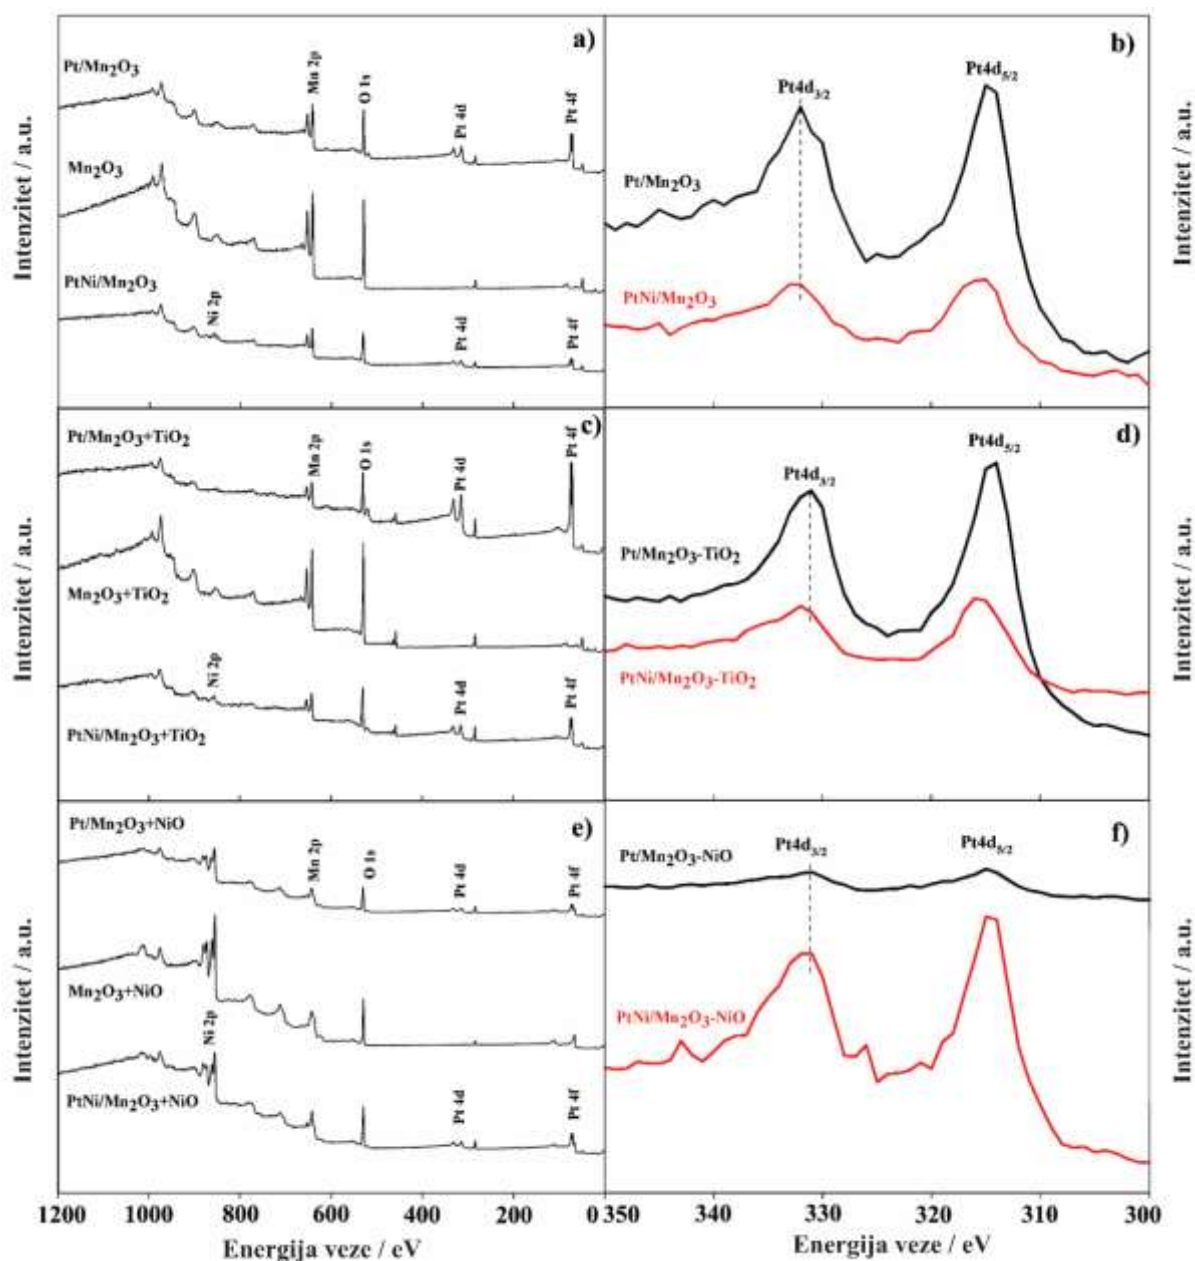 a)
Pt/Mn₂O₃
Mn 2p
O 1s
Pt 4d
Pt 4f
Mn₂O₃
PtNi/Mn₂O₃
Ni 2p
Pt 4d
Pt 4f
Intenzitet / a.u.
b)
Pt4d₃/₂
Pt4d₅/₂
Pt/Mn₂O₃
PtNi/Mn₂O₃
Intenzitet / a.u.
c)
Pt/Mn₂O₃+TiO₂
Mn 2p
O 1s
Pt 4d
Pt 4f
Mn₂O₃+TiO₂
Ni 2p
Pt 4d
Pt 4f
PtNi/Mn₂O₃+TiO₂
Intenzitet / a.u.
d)
Pt4d₃/₂
Pt4d₅/₂
Pt/Mn₂O₃-TiO₂
PtNi/Mn₂O₃-TiO₂
Intenzitet / a.u.
e)
Pt/Mn₂O₃+NiO
Mn 2p
O 1s
Pt 4d
Pt 4f
Mn₂O₃+NiO
Ni 2p
PtNi/Mn₂O₃+NiO
Pt 4d
Pt 4f
Intenzitet / a.u.
f)
Pt/Mn₂O₃-NiO
Pt4d₃/₂
Pt4d₅/₂
PtNi/Mn₂O₃-NiO
Intenzitet / a.u.
1200 1000 800 600 400 200 0
Energija veze / eV
350 340 330 320 310 300
Energija veze / eV